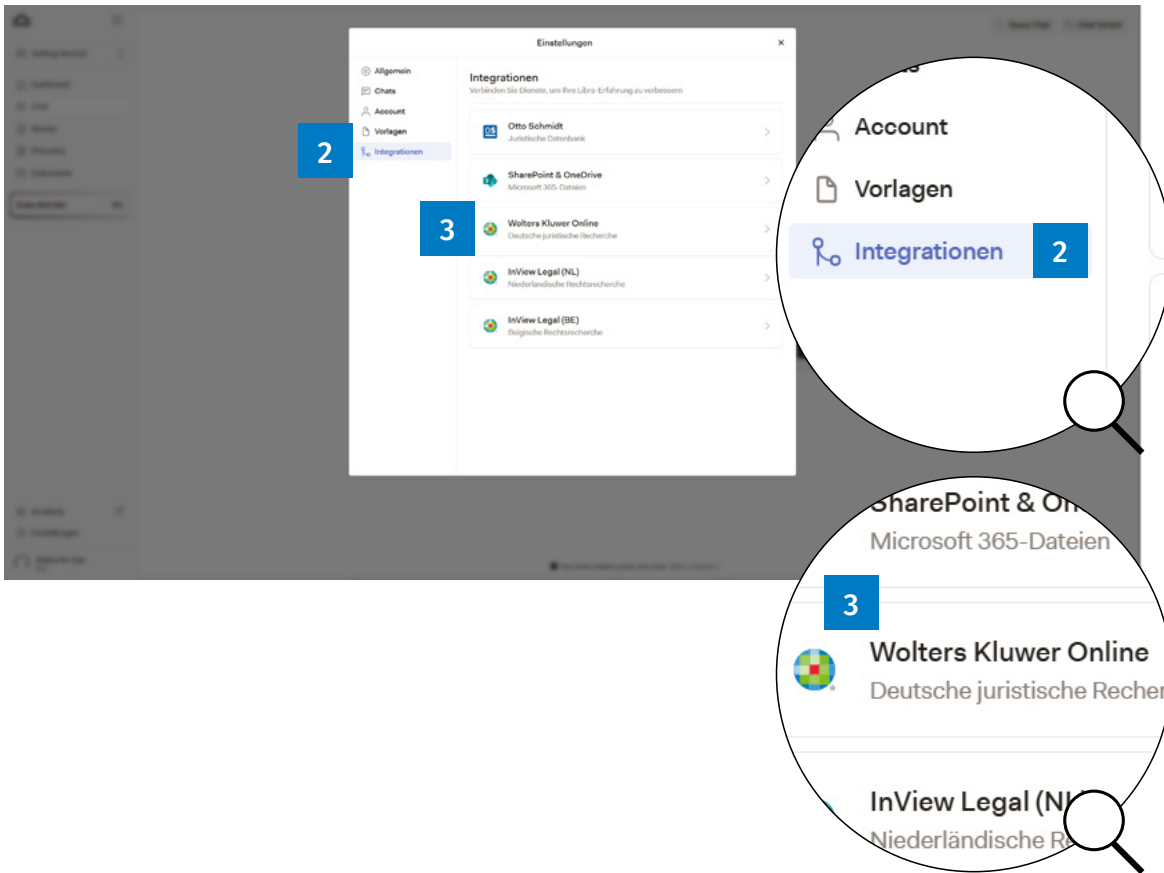 Einstellungen
Allgemein
Chats
Account
Vorlagen
2
Integrationen
Integrationen
Verbinden Sie Dienste, um Ihre Libra-Erfahrung zu verbessern
Otto Schmidt
Juristische Datenbank
SharePoint & OneDrive
Microsoft 365-Dateien
3
Wolters Kluwer Online
Deutsche juristische Recherche
InView Legal (NL)
Niederländische Rechtsrecherche
InView Legal (BE)
Belgische Rechtsrecherche
Account
Vorlagen
Integrationen 2
SharePoint & On
Microsoft 365-Dateien
3
Wolters Kluwer Online
Deutsche juristische Recher
InView Legal (NL)
Niederländische Re